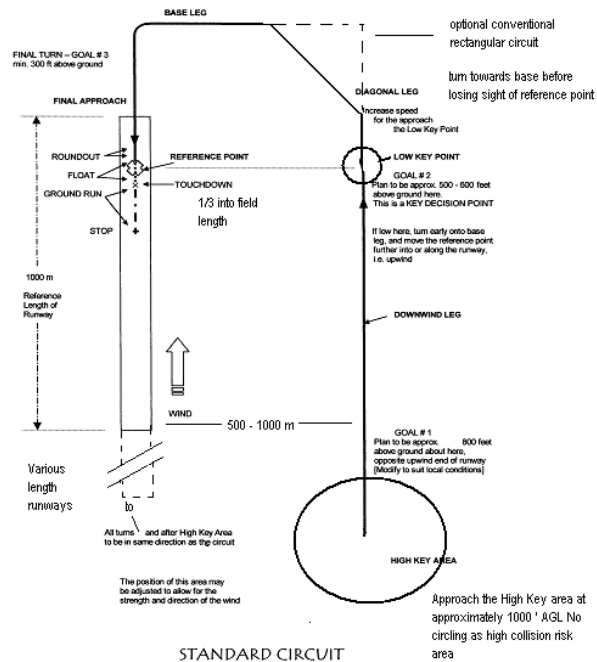 BASE LEG
optional conventional
rectangular circuit
FINAL TURN – GOAL # 3
min. 300 ft above ground
turn towards base before
losing sight of reference point
DIAGONAL LEG
FINAL APPROACH
Increase speed
for the approach
the Low Key Point
ROUNDOUT
REFERENCE POINT
LOW KEY POINT
FLOAT
GOAL # 2
TOUCHDOWN
Plan to be approx. 500 - 600 feet
above ground here.
This is a KEY DECISION POINT
GROUND RUN
1/3 into field
length
STOP
If low here, turn early onto base
leg, and move the reference point
further into or along the runway,
i.e. upwind
1000 m
Reference
Length of
Runway
DOWNWIND LEG
WIND
500 - 1000 m
GOAL # 1
Plan to be approx. 800 feet
above ground about here,
opposite upwind end of runway
[Modify to suit local conditions]
Various
length
runways
to
All turns and after High Key Area
to be in same direction as the circuit
HIGH KEY AREA
The position of this area may
be adjusted to allow for the
strength and direction of the wind
Approach the High Key area at
approximately 1000 ' AGL No
circling as high collision risk
area
STANDARD CIRCUIT